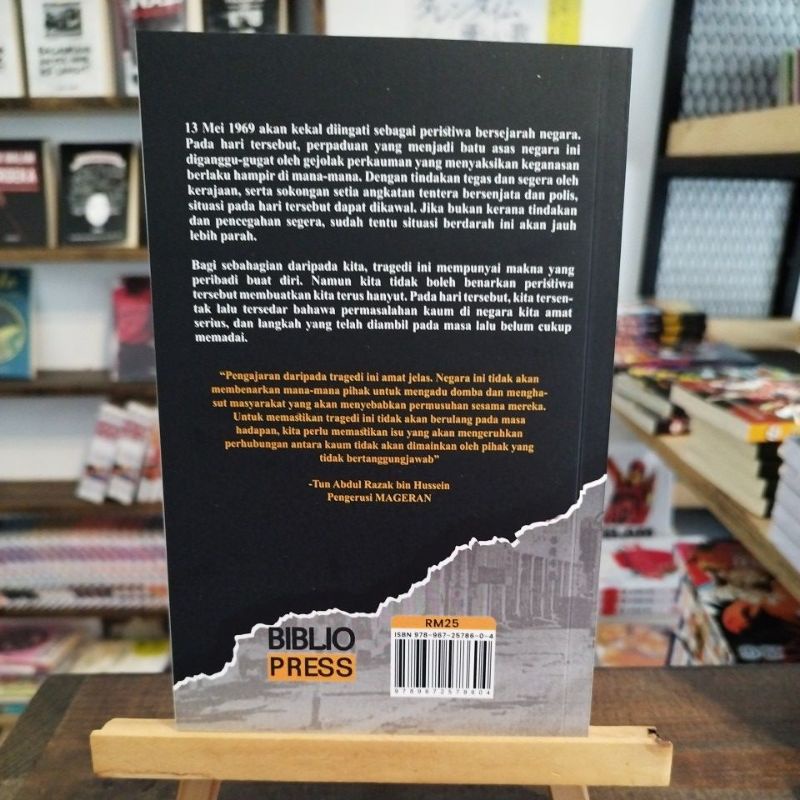 13 Mei 1969 akan kekal diingati sebagai peristiwa bersejarah negara.
Pada hari tersebut, perpaduan yang menjadi batu asas negara ini
diganggu-gugat oleh gejolak perkauman yang menyaksikan keganasan
berlaku hampir di mana-mana. Dengan tindakan tegas dan segera oleh
kerajaan, serta sokongan setia angkatan tentera bersenjata dan polis,
situasi pada hari tersebut dapat dikawal. Jika bukan kerana tindakan
dan pencegahan segera, sudah tentu situasi berdarah ini akan jauh
lebih parah.
Bagi sebahagian daripada kita, tragedi ini mempunyai makna yang
peribadi buat diri. Namun kita tidak boleh benarkan peristiwa
tersebut membuatkan kita terus hanyut. Pada hari tersebut, kita tersen-
tak lalu tersedar bahawa permasalahan kaum di negara kita amat
serius, dan langkah yang telah diambil pada masa lalu belum cukup
memadai.
“Pengajaran daripada tragedi ini amat jelas. Negara ini tidak akan
membenarkan mana-mana pihak untuk mengadu domba dan mengha-
sut masyarakat yang akan menyebabkan permusuhan sesama mereka.
Untuk memastikan tragedi ini tidak akan berulang pada masa
hadapan, kita perlu memastikan isu yang akan mengeruhkan
perhubungan antara kaum tidak akan dimainkan oleh pihak yang
tidak bertanggungjawab”
-Tun Abdul Razak bin Hussein
Pengerusi MAGERAN
BIBLIO
PRESS
RM25
ISBN 978-967-25786-0-4
9789672578604